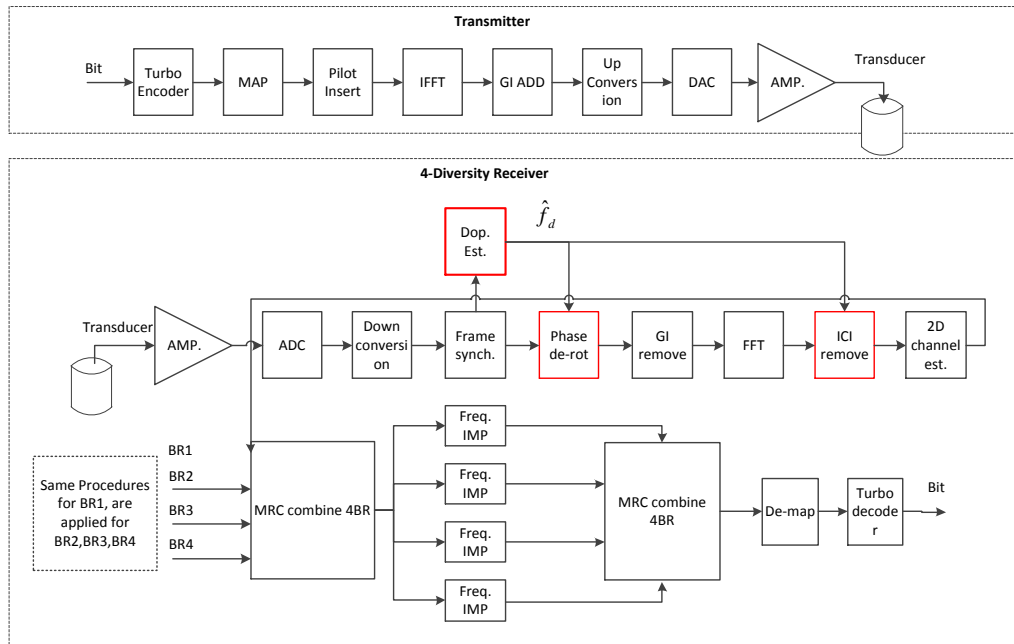 Transmitter
Bit
Turbo
Encoder
MAP
Pilot
Insert
IFFT
GI ADD
Up
Convers
ion
DAC
AMP.
Transducer
4-Diversity Receiver
Dop.
Est.
f̂_d
Transducer
AMP.
ADC
Down
convers
ion
Frame
synch.
Phase
de-rot
GI
remove
FFT
ICI
remove
2D
channel
est.
Same Procedures
for BR1, are
applied for
BR2,BR3,BR4
BR1
BR2
BR3
BR4
MRC combine 4BR
Freq.
IMP
Freq.
IMP
Freq.
IMP
Freq.
IMP
MRC combine
4BR
De-map
Turbo
decode
r
Bit